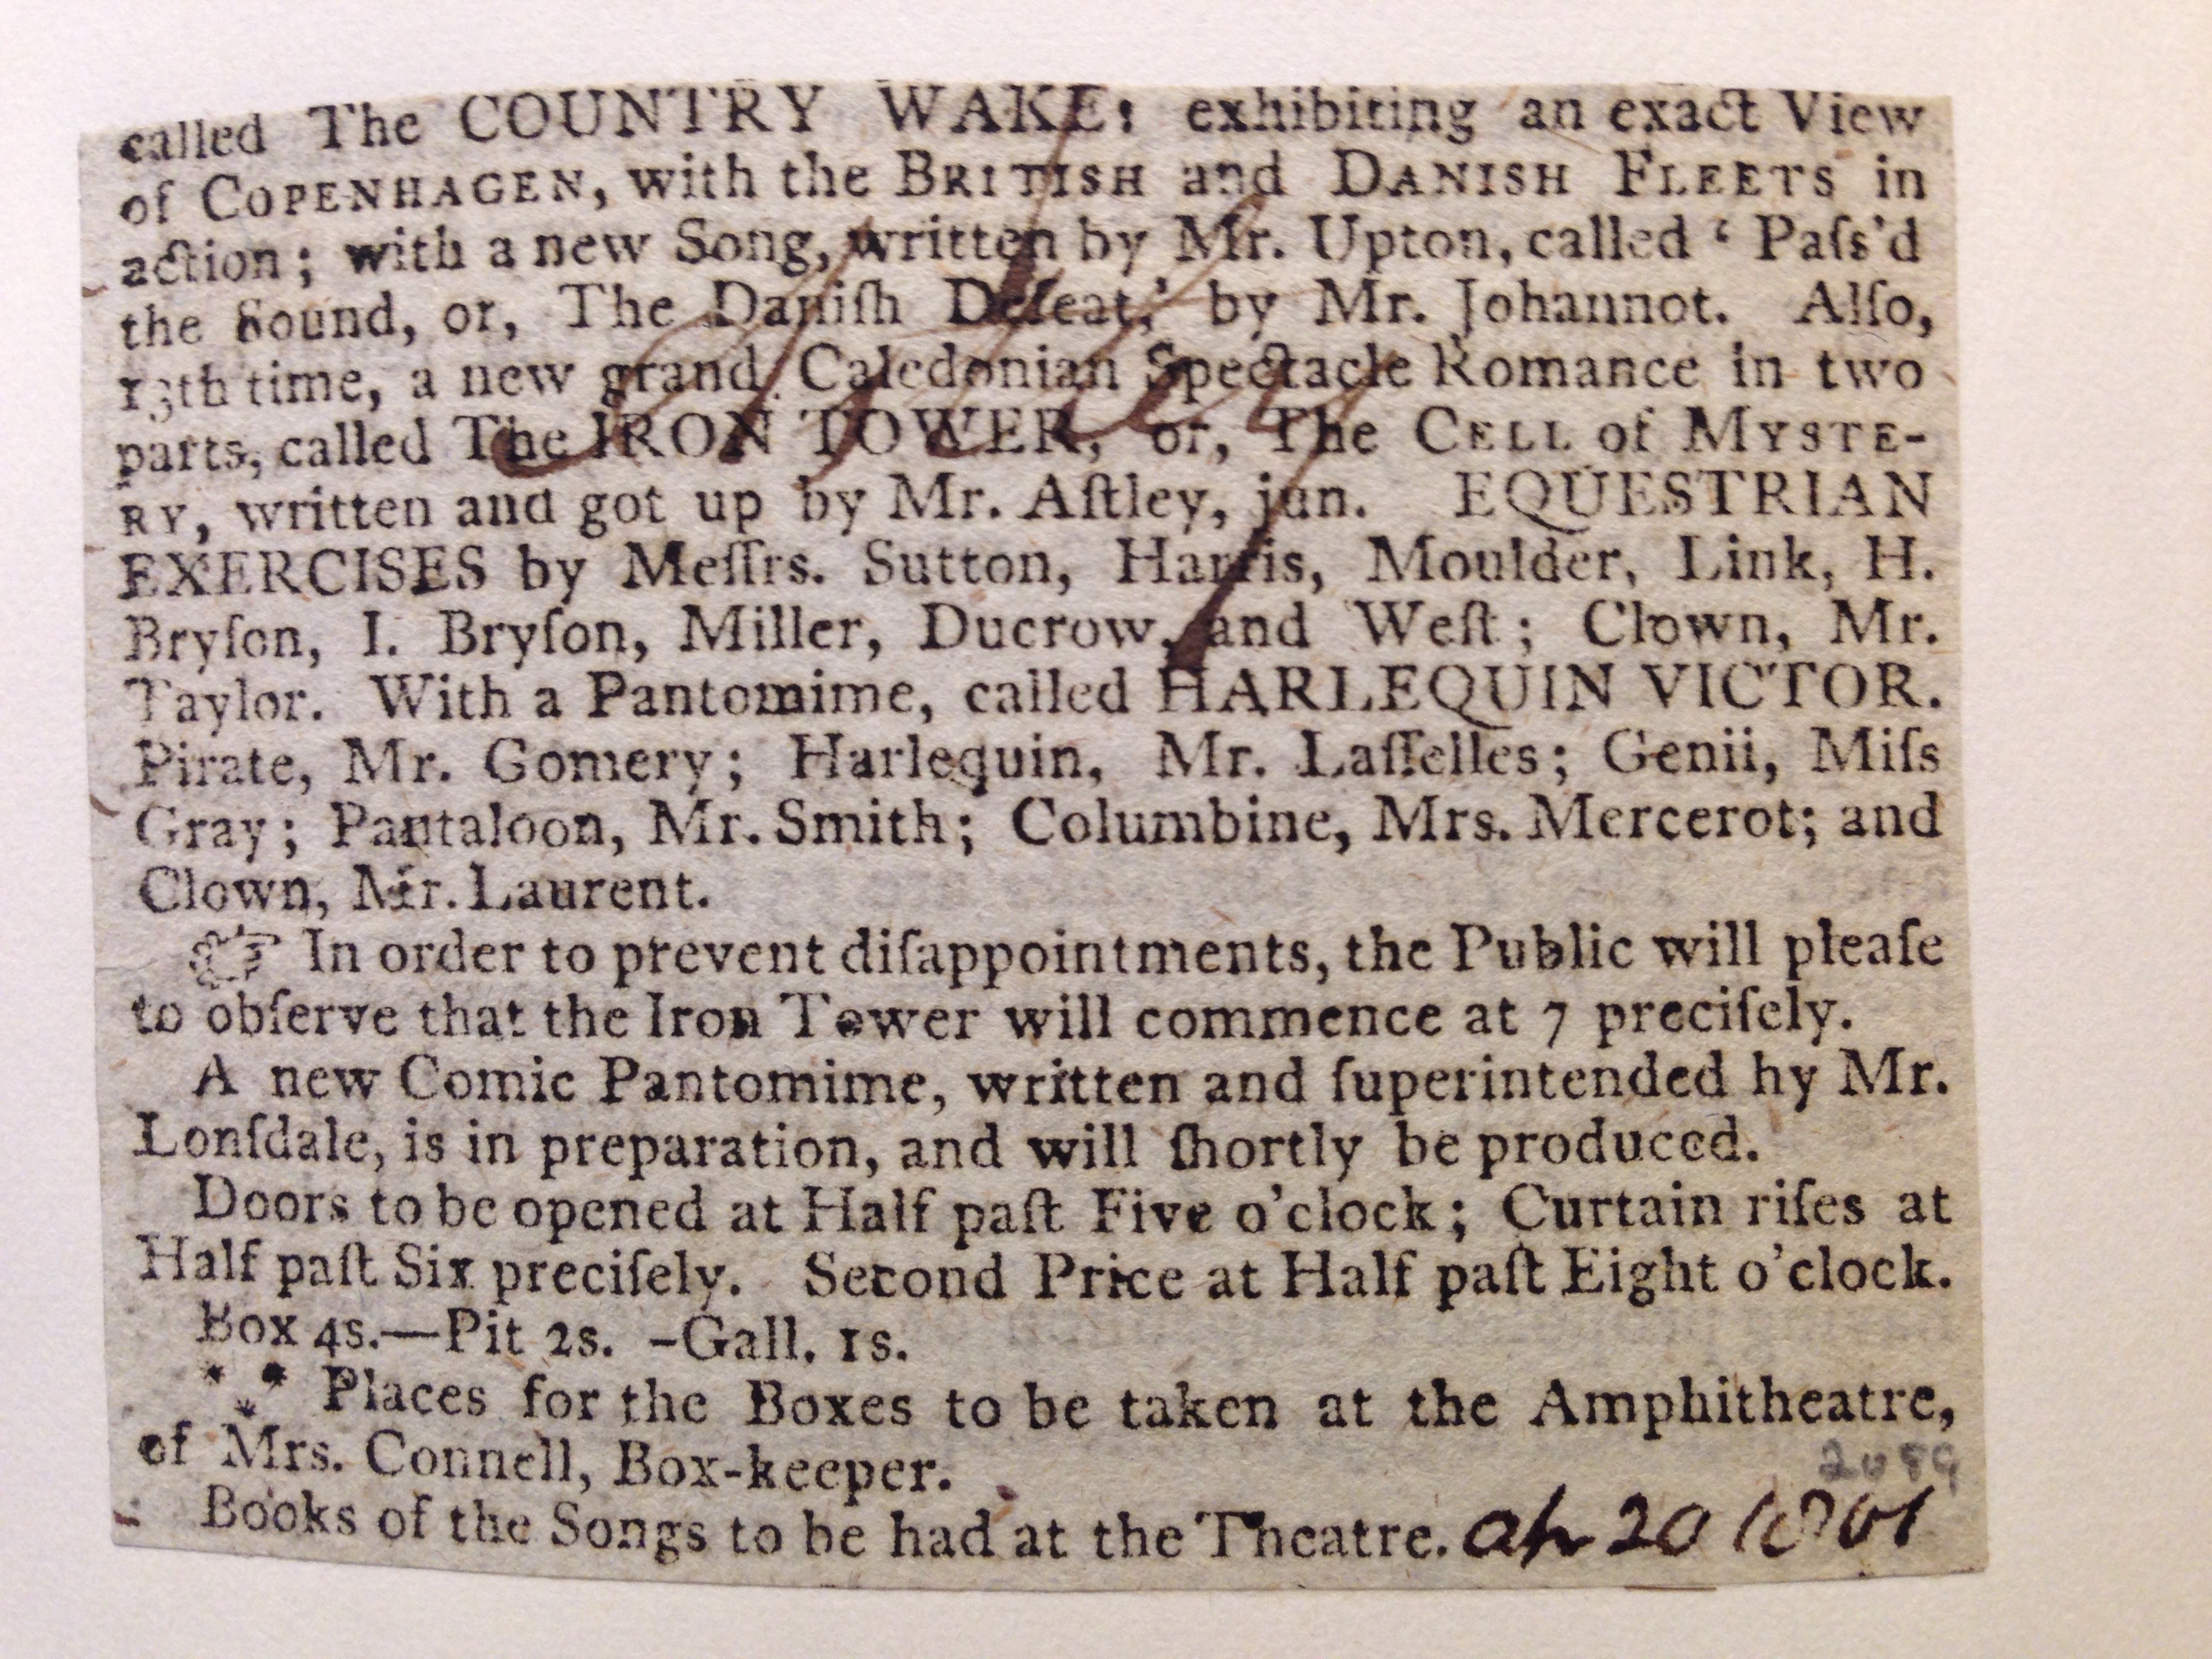 called The COUNTRY WAKE: exhibiting an exact View
of COPENHAGEN, with the BRITISH and DANISH FLEETS in
action; with a new Song, written by Mr. Upton, called ‘ Paſs’d
the Sound, or, The Daniſh Defeat,’ by Mr. Johannot. Alſo,
13th time, a new grand Caledonian Spectacle Romance in two
parts, called The IRON TOWER, or, The CELL of MYSTE-
RY, written and got up by Mr. Aſtley, jun. EQUESTRIAN
EXERCISES by Meſſrs. Sutton, Harris, Moulder, Link, H.
Bryſon, I. Bryſon, Miller, Ducrow, and Weſt; Clown, Mr.
Taylor. With a Pantomime, called HARLEQUIN VICTOR.
Pirate, Mr. Gomery; Harlequin, Mr. Laſſelles; Genii, Miſs
Gray; Pantaloon, Mr. Smith; Columbine, Mrs. Mercerot; and
Clown, Mr. Laurent.
☞ In order to prevent diſappointments, the Public will pleaſe
to obſerve that the Iron Tower will commence at 7 preciſely.
A new Comic Pantomime, written and ſuperintended hy Mr.
Lonſdale, is in preparation, and will ſhortly be produced.
Doors to be opened at Half paſt Five o’clock; Curtain riſes at
Half paſt Six preciſely. Second Price at Half paſt Eight o’clock.
Box 4s.—Pit 2s. –Gall. 1s.
*⁎* Places for the Boxes to be taken at the Amphitheatre,
of Mrs. Connell, Box-keeper.
Books of the Songs to be had at the Theatre. ap 20 1801
Astley